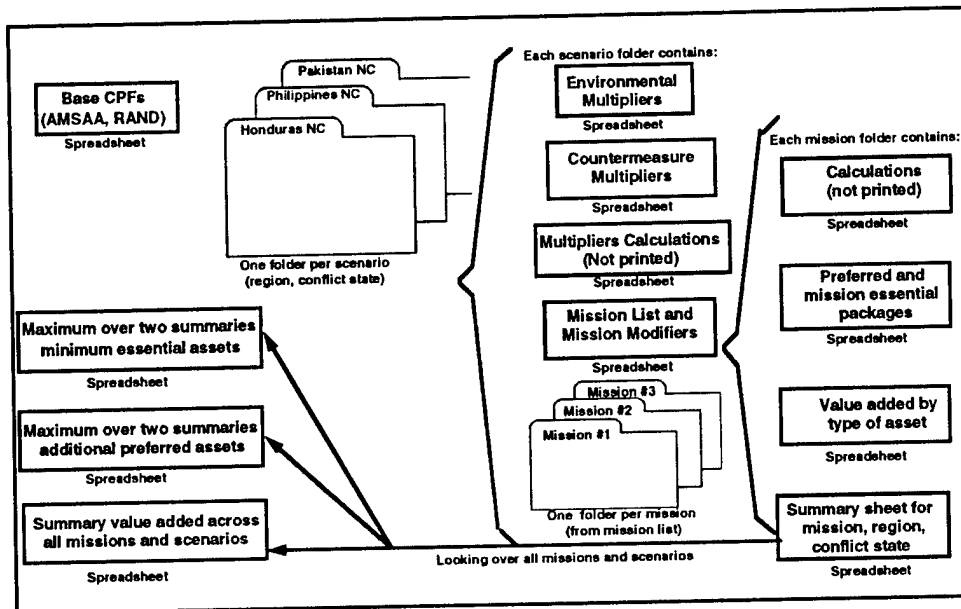 Base CPFs
(AMSAA, RAND)
Spreadsheet
Pakistan NC
Philippines NC
Honduras NC
One folder per scenario
(region, conflict state)
Maximum over two summaries
minimum essential assets
Spreadsheet
Maximum over two summaries
additional preferred assets
Spreadsheet
Summary value added across
all missions and scenarios
Spreadsheet
Each scenario folder contains:
Environmental
Multipliers
Spreadsheet
Countermeasure
Multipliers
Spreadsheet
Multipliers Calculations
(Not printed)
Spreadsheet
Mission List and
Mission Modifiers
Spreadsheet
Mission #3
Mission #2
Mission #1
One folder per mission
(from mission list)
Looking over all missions and scenarios
Each mission folder contains:
Calculations
(not printed)
Spreadsheet
Preferred and
mission essential
packages
Spreadsheet
Value added by
type of asset
Spreadsheet
Summary sheet for
mission, region,
conflict state
Spreadsheet